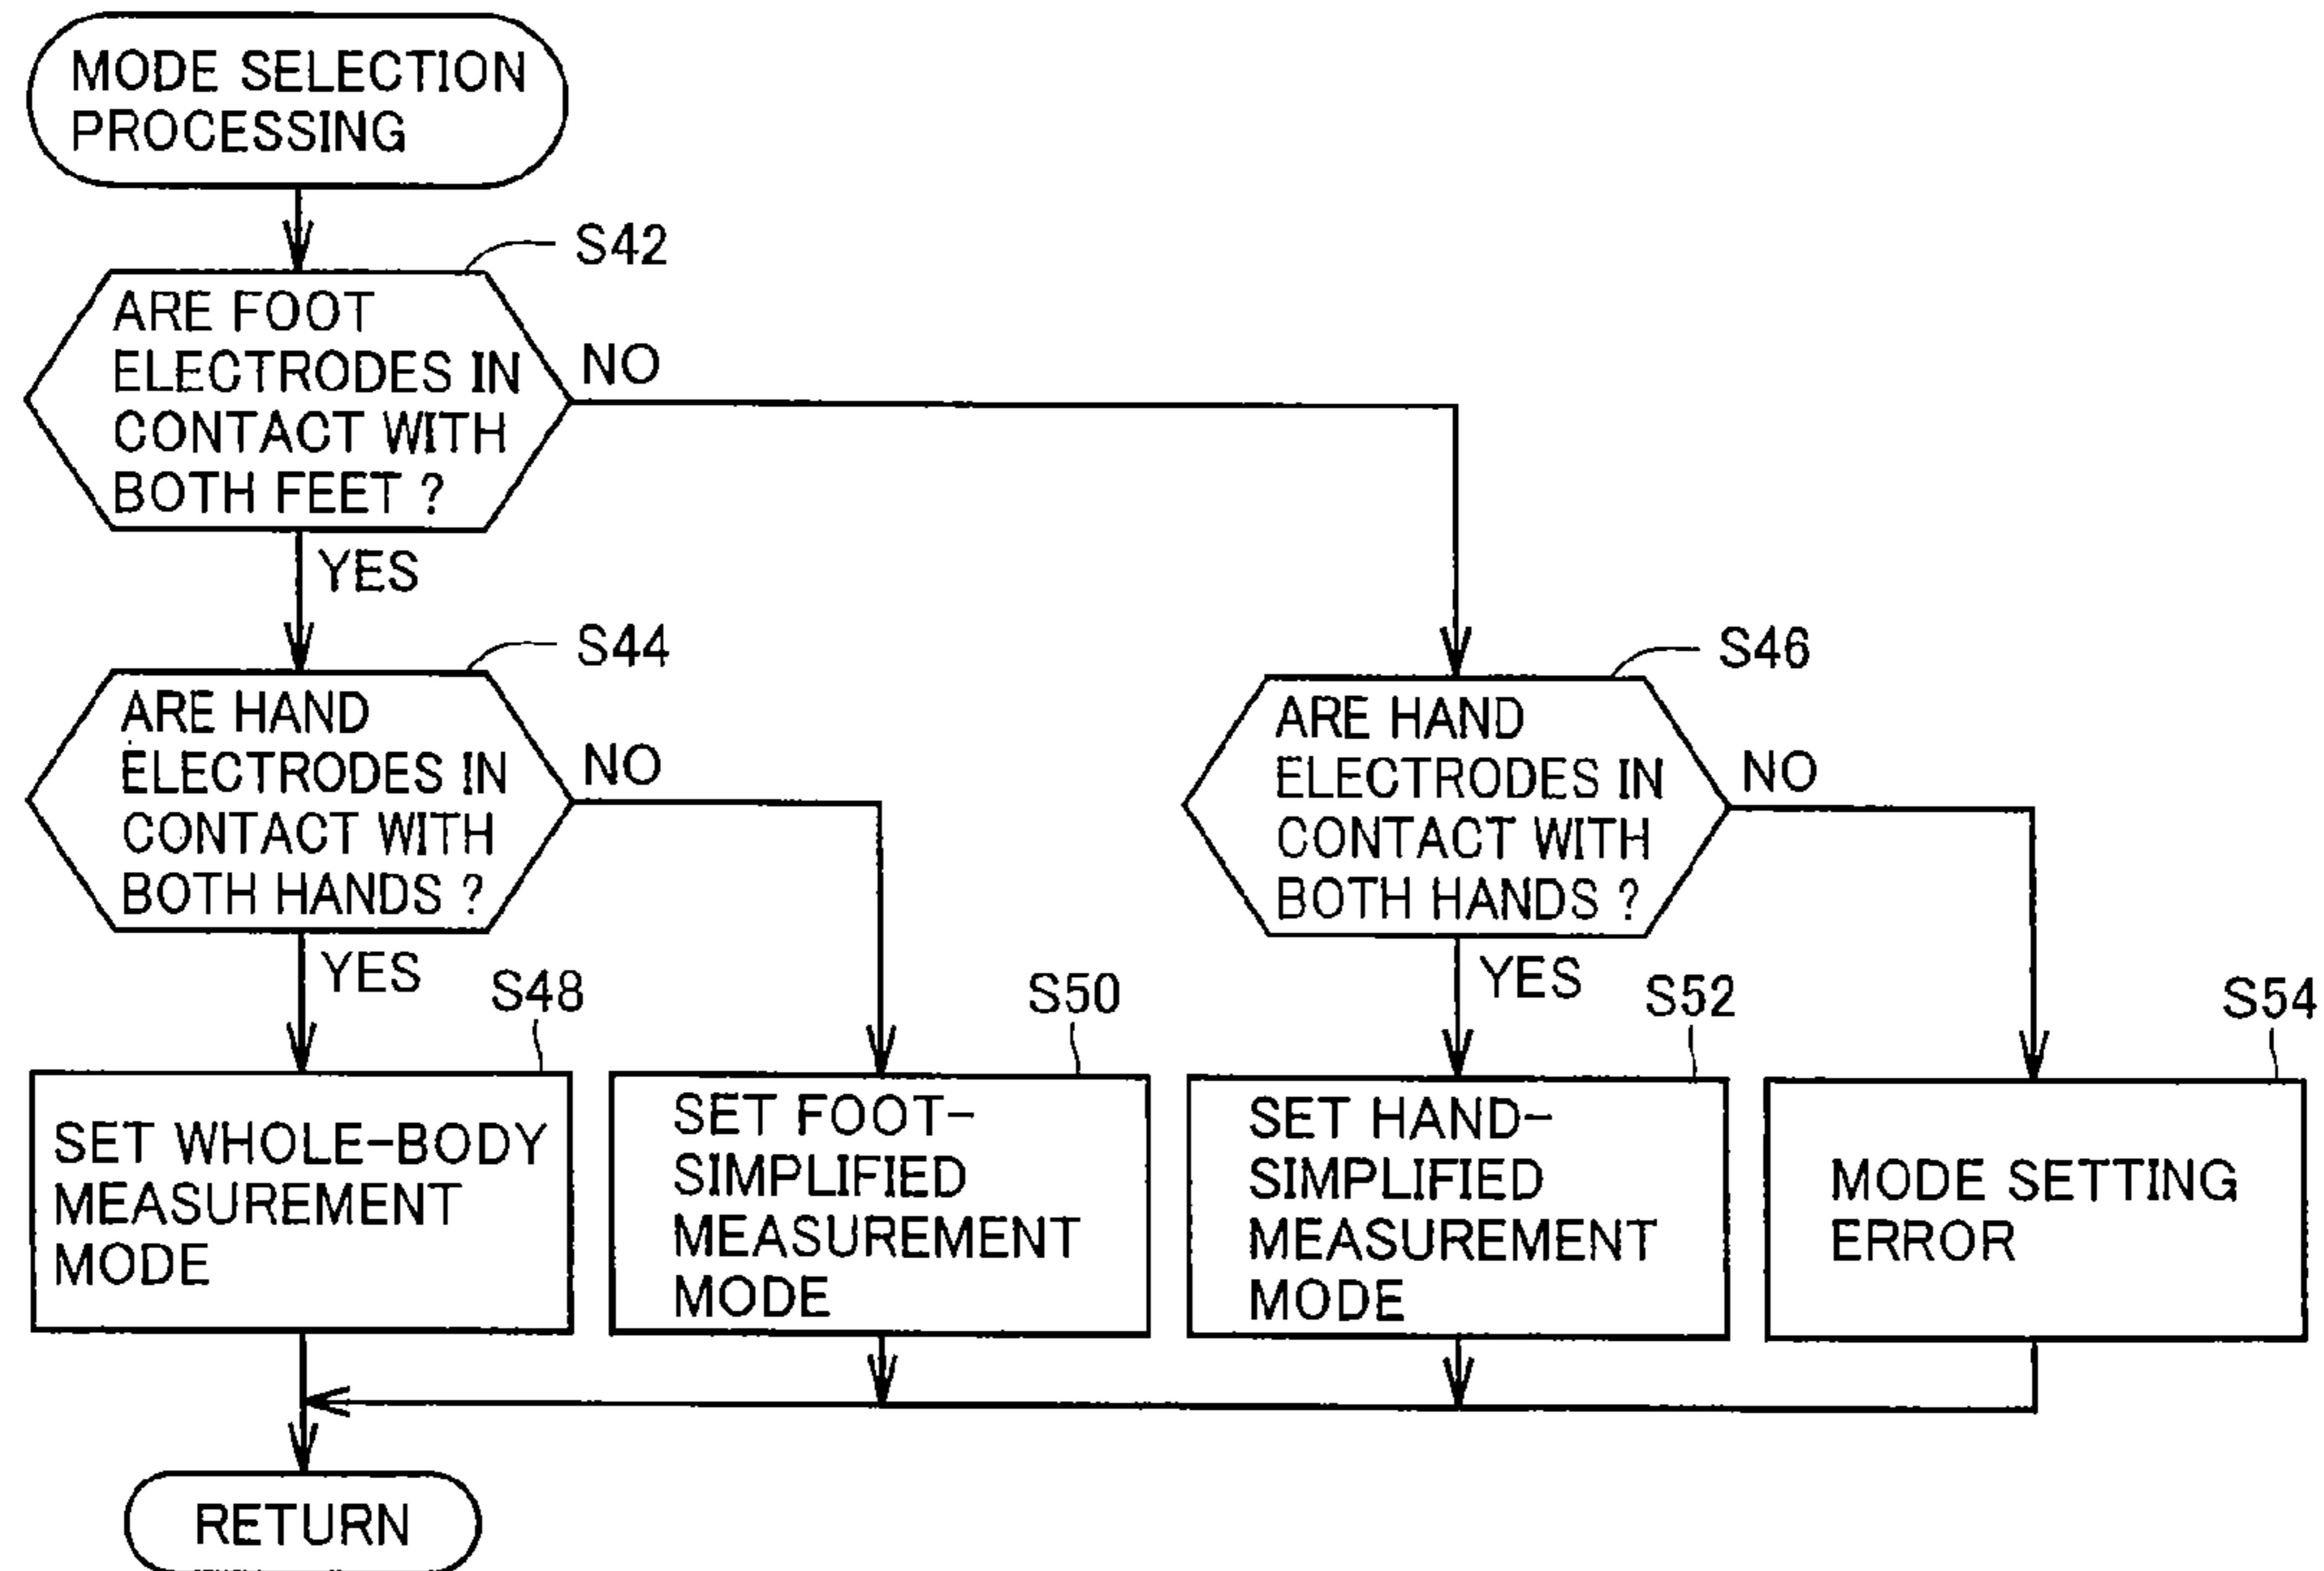 MODE SELECTION
PROCESSING
S42
ARE FOOT
ELECTRODES IN
CONTACT WITH
BOTH FEET ?
NO
YES
S44
ARE HAND
ELECTRODES IN
CONTACT WITH
BOTH HANDS ?
NO
YES
S46
ARE HAND
ELECTRODES IN
CONTACT WITH
BOTH HANDS ?
NO
YES
S48
SET WHOLE-BODY
MEASUREMENT
MODE
S50
SET FOOT-
SIMPLIFIED
MEASUREMENT
MODE
S52
SET HAND-
SIMPLIFIED
MEASUREMENT
MODE
S54
MODE SETTING
ERROR
RETURN